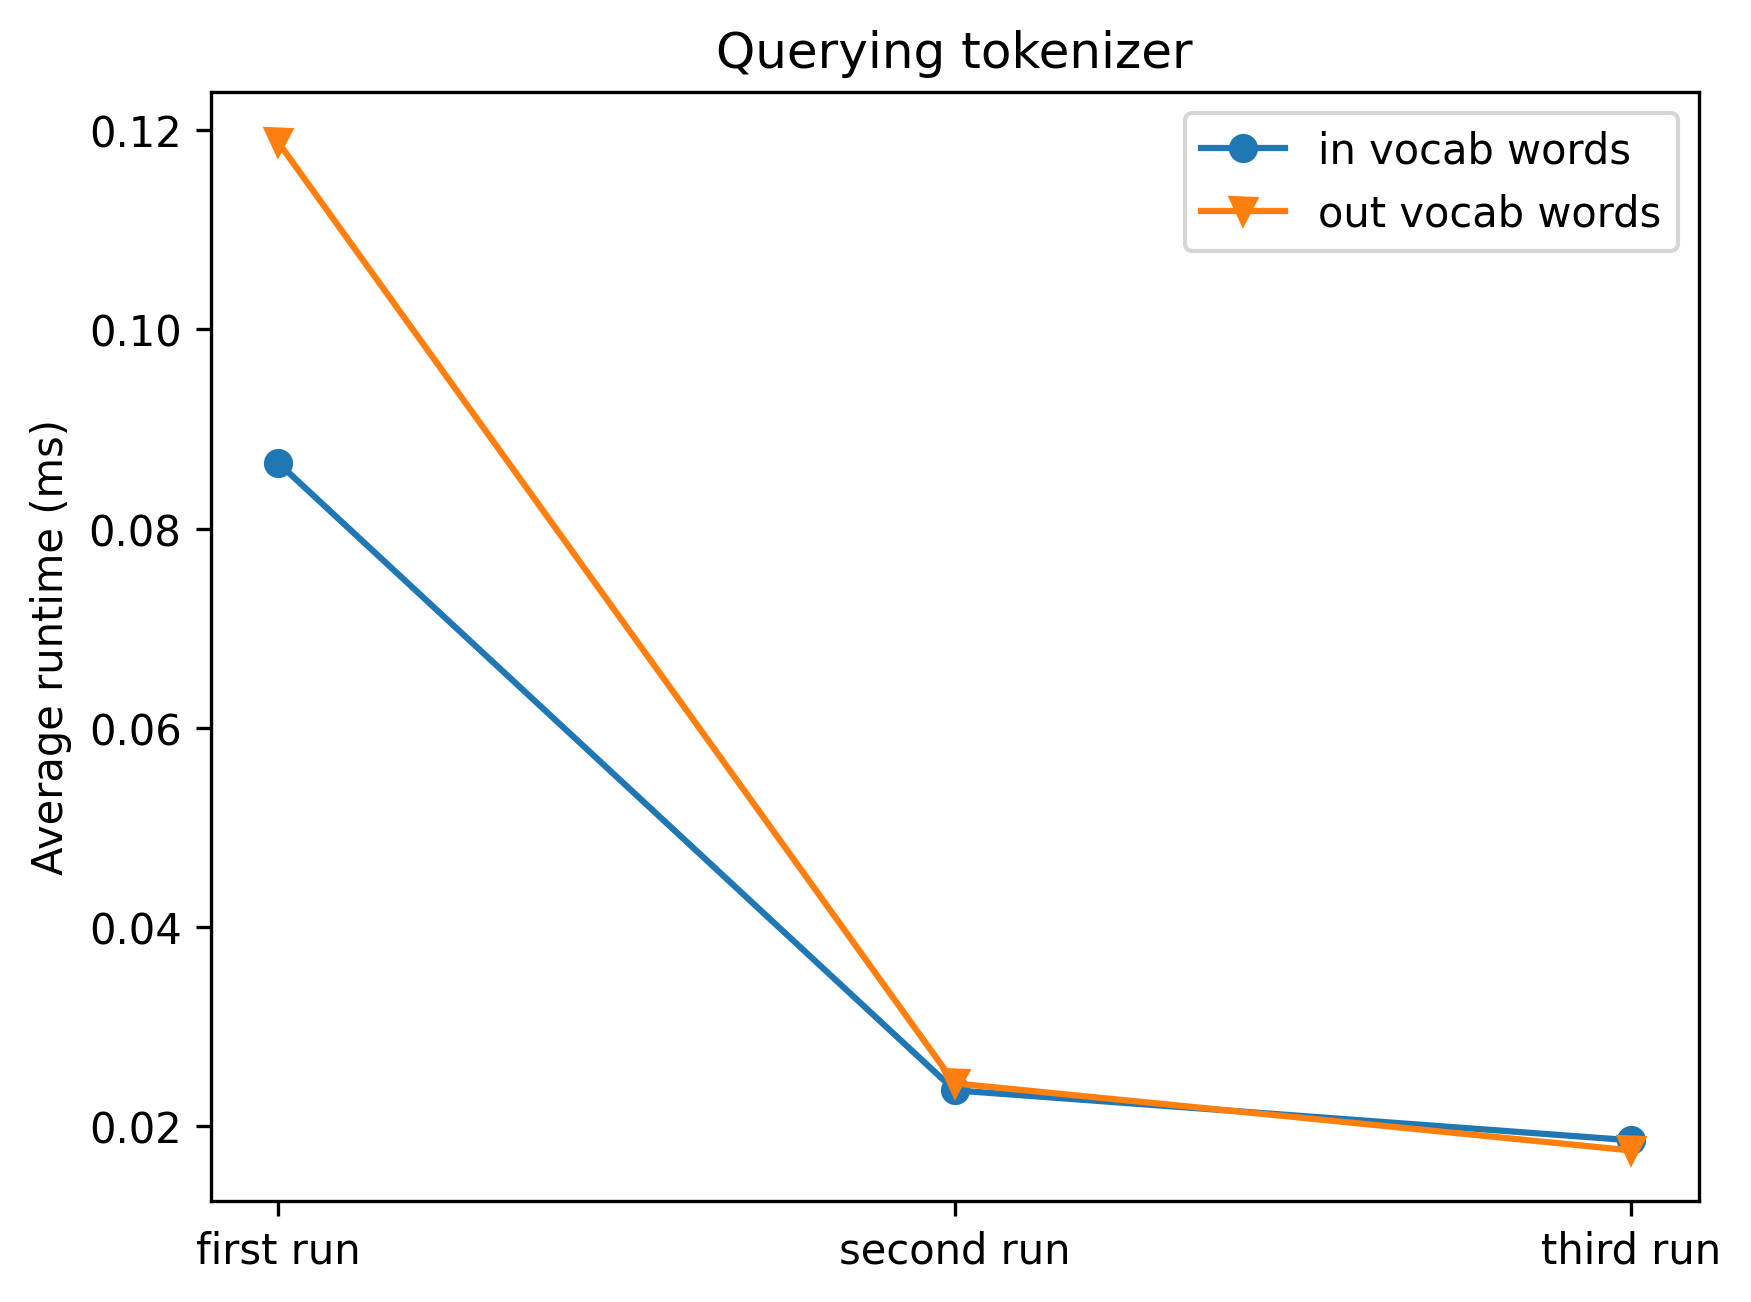 Querying tokenizer
in vocab words
out vocab words
Average runtime (ms)
0.12
0.10
0.08
0.06
0.04
0.02
first run
second run
third run